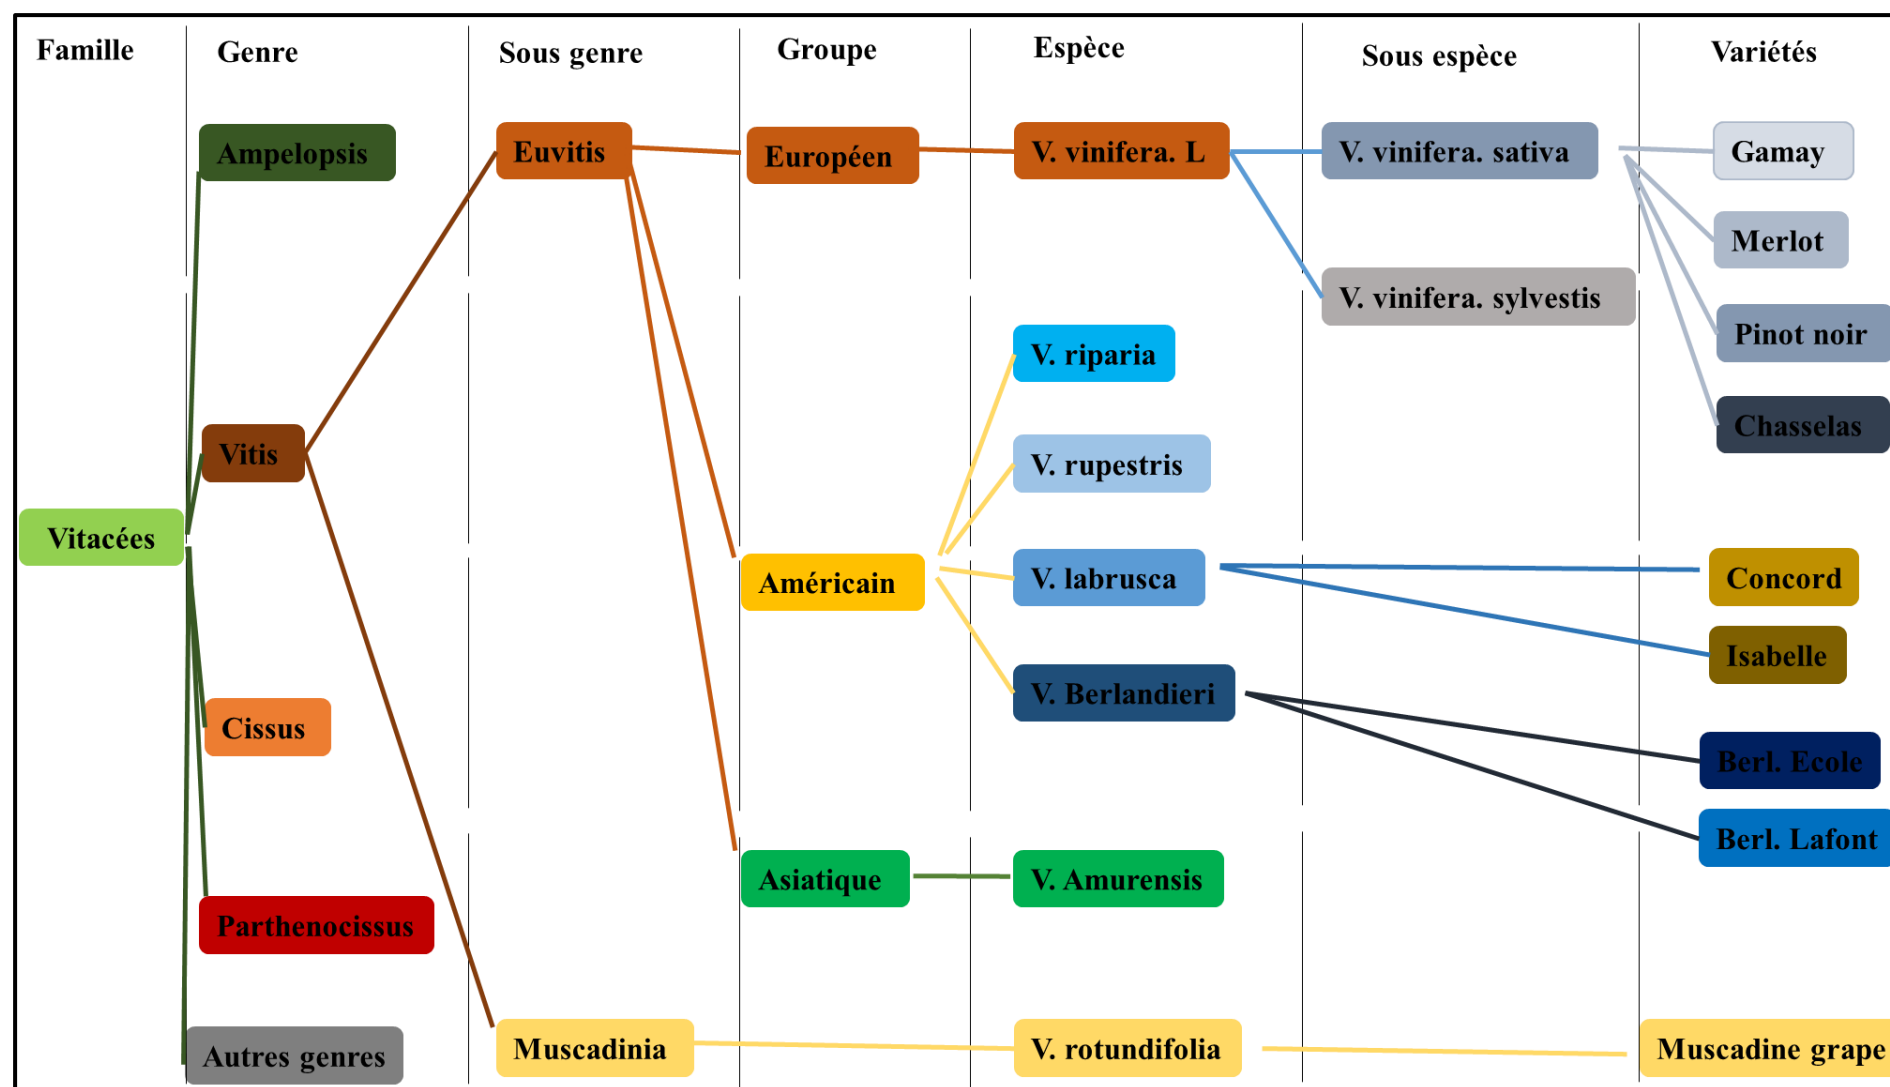 Famille
Genre
Sous genre
Groupe
Espèce
Sous espèce
Variétés
Ampelopsis
Euvitis
Européen
V. vinifera. L
V. vinifera. sativa
Gamay
Merlot
V. vinifera. sylvestis
Pinot noir
V. riparia
Chasselas
Vitis
V. rupestris
Vitacées
Américain
V. labrusca
Concord
Isabelle
V. Berlandieri
Cissus
Berl. Ecole
Berl. Lafont
Asiatique
V. Amurensis
Parthenocissus
Autres genres
Muscadinia
V. rotundifolia
Muscadine grape